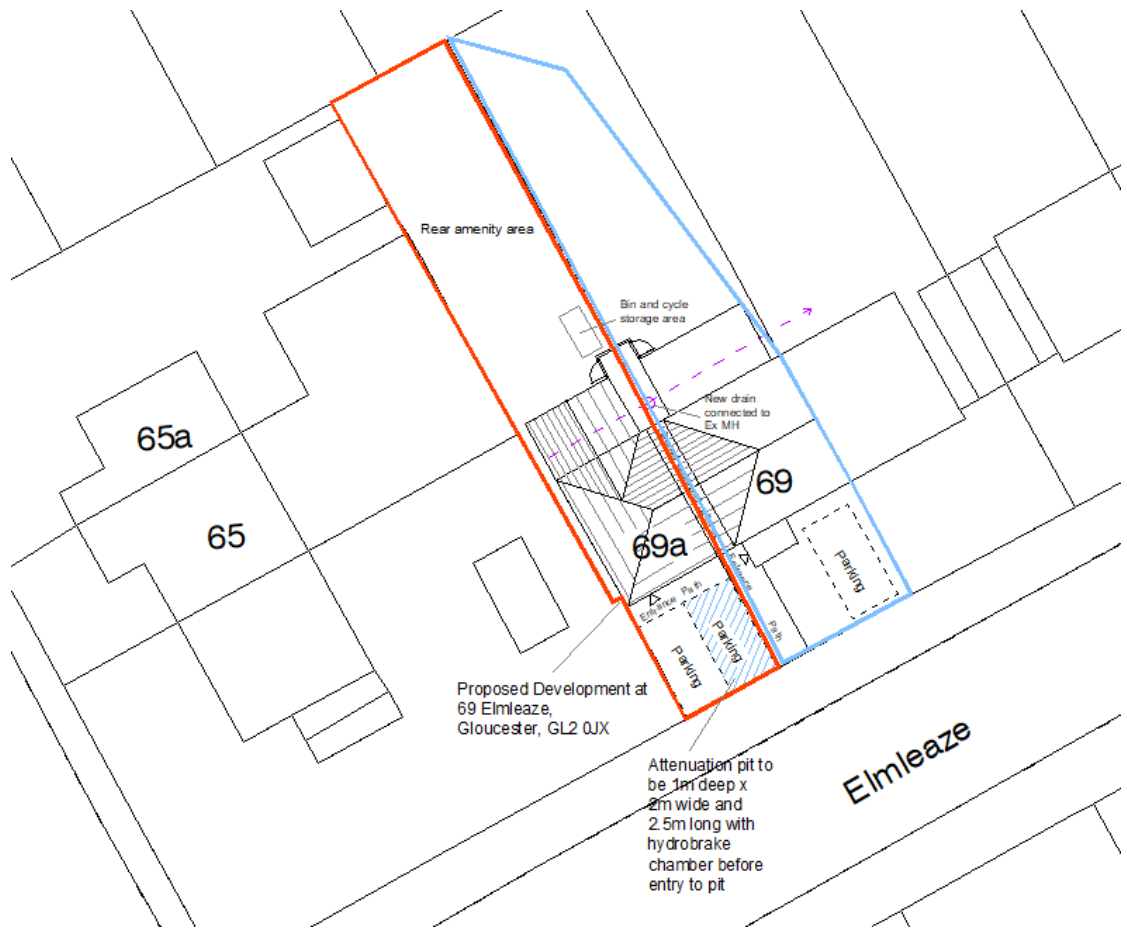 Rear amenity area
Bin and cycle
storage area
65a
New drain
connected to
Ex MH
69
65
69a
Entrance
Path
Entrance Path
Parking
Parking
Parking
Proposed Development at
69 Elmleaze,
Gloucester, GL2 0JX
Elmleaze
Attenuation pit to
be 1m deep x
2m wide and
2.5m long with
hydrobrake
chamber before
entry to pit